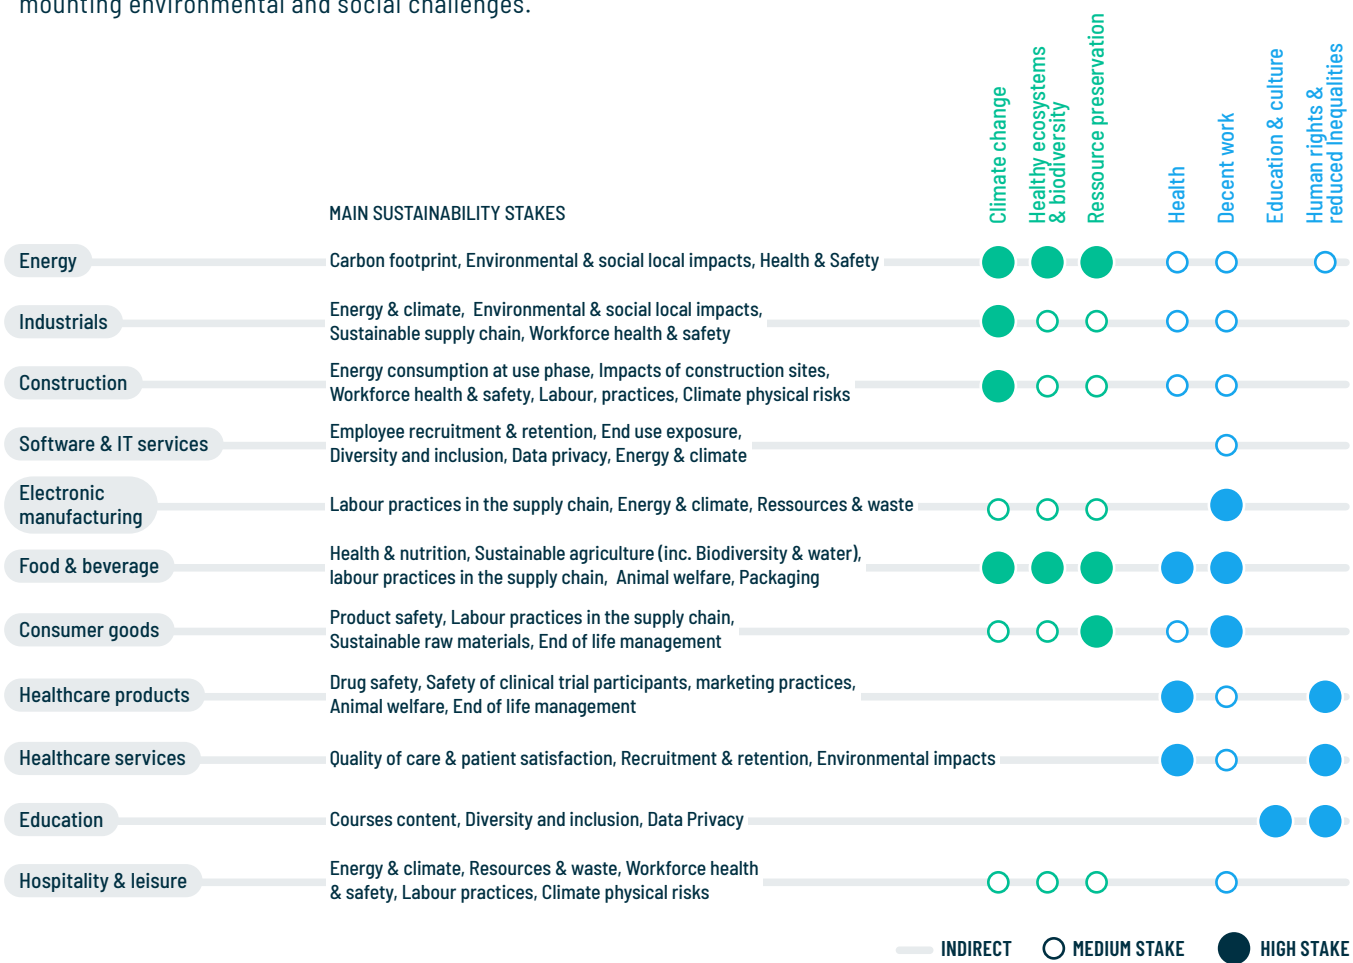 mounting environmental and social challenges.
Climate change
Healthy ecosystems
& biodiversity
Ressource preservation
Health
Decent work
Education & culture
Human rights &
reduced Inequalities
MAIN SUSTAINABILITY STAKES
Energy
Carbon footprint, Environmental & social local impacts, Health & Safety
Industrials
Energy & climate, Environmental & social local impacts,
Sustainable supply chain, Workforce health & safety
Construction
Energy consumption at use phase, Impacts of construction sites,
Workforce health & safety, Labour, practices, Climate physical risks
Software & IT services
Employee recruitment & retention, End use exposure,
Diversity and inclusion, Data privacy, Energy & climate
Electronic
manufacturing
Labour practices in the supply chain, Energy & climate, Ressources & waste
Food & beverage
Health & nutrition, Sustainable agriculture (inc. Biodiversity & water),
labour practices in the supply chain, Animal welfare, Packaging
Consumer goods
Product safety, Labour practices in the supply chain,
Sustainable raw materials, End of life management
Healthcare products
Drug safety, Safety of clinical trial participants, marketing practices,
Animal welfare, End of life management
Healthcare services
Quality of care & patient satisfaction, Recruitment & retention, Environmental impacts
Education
Courses content, Diversity and inclusion, Data Privacy
Hospitality & leisure
Energy & climate, Resources & waste, Workforce health
& safety, Labour practices, Climate physical risks
INDIRECT
MEDIUM STAKE
HIGH STAKE